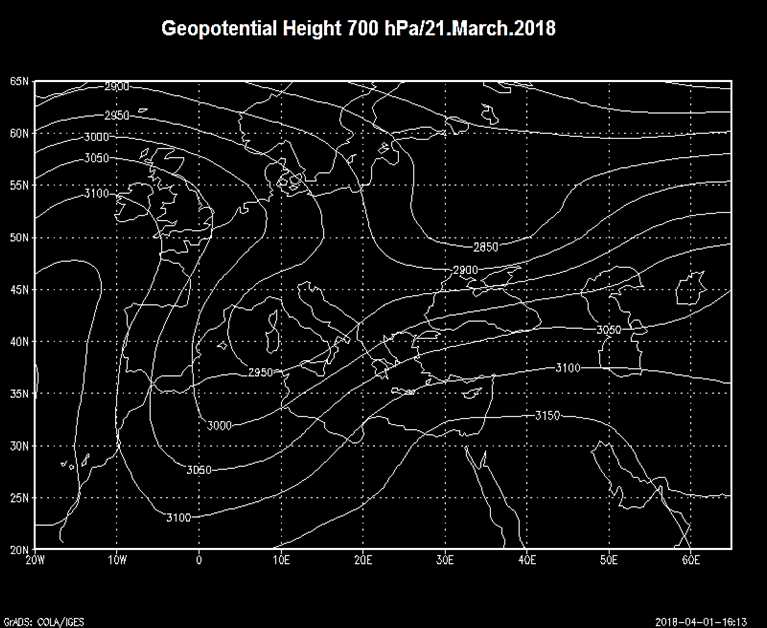 Geopotential Height 700 hPa/21.March.2018
65N
2900
2950
60N
3000
3050
55N
3100
50N
2850
2900
45N
3050
40N
2950
3100
35N
3150
3000
30N
3050
25N
3100
20N
20W 10W 0 10E 20E 30E 40E 50E 60E
GrADS: COLA/IGES 2018-04-01-16:13